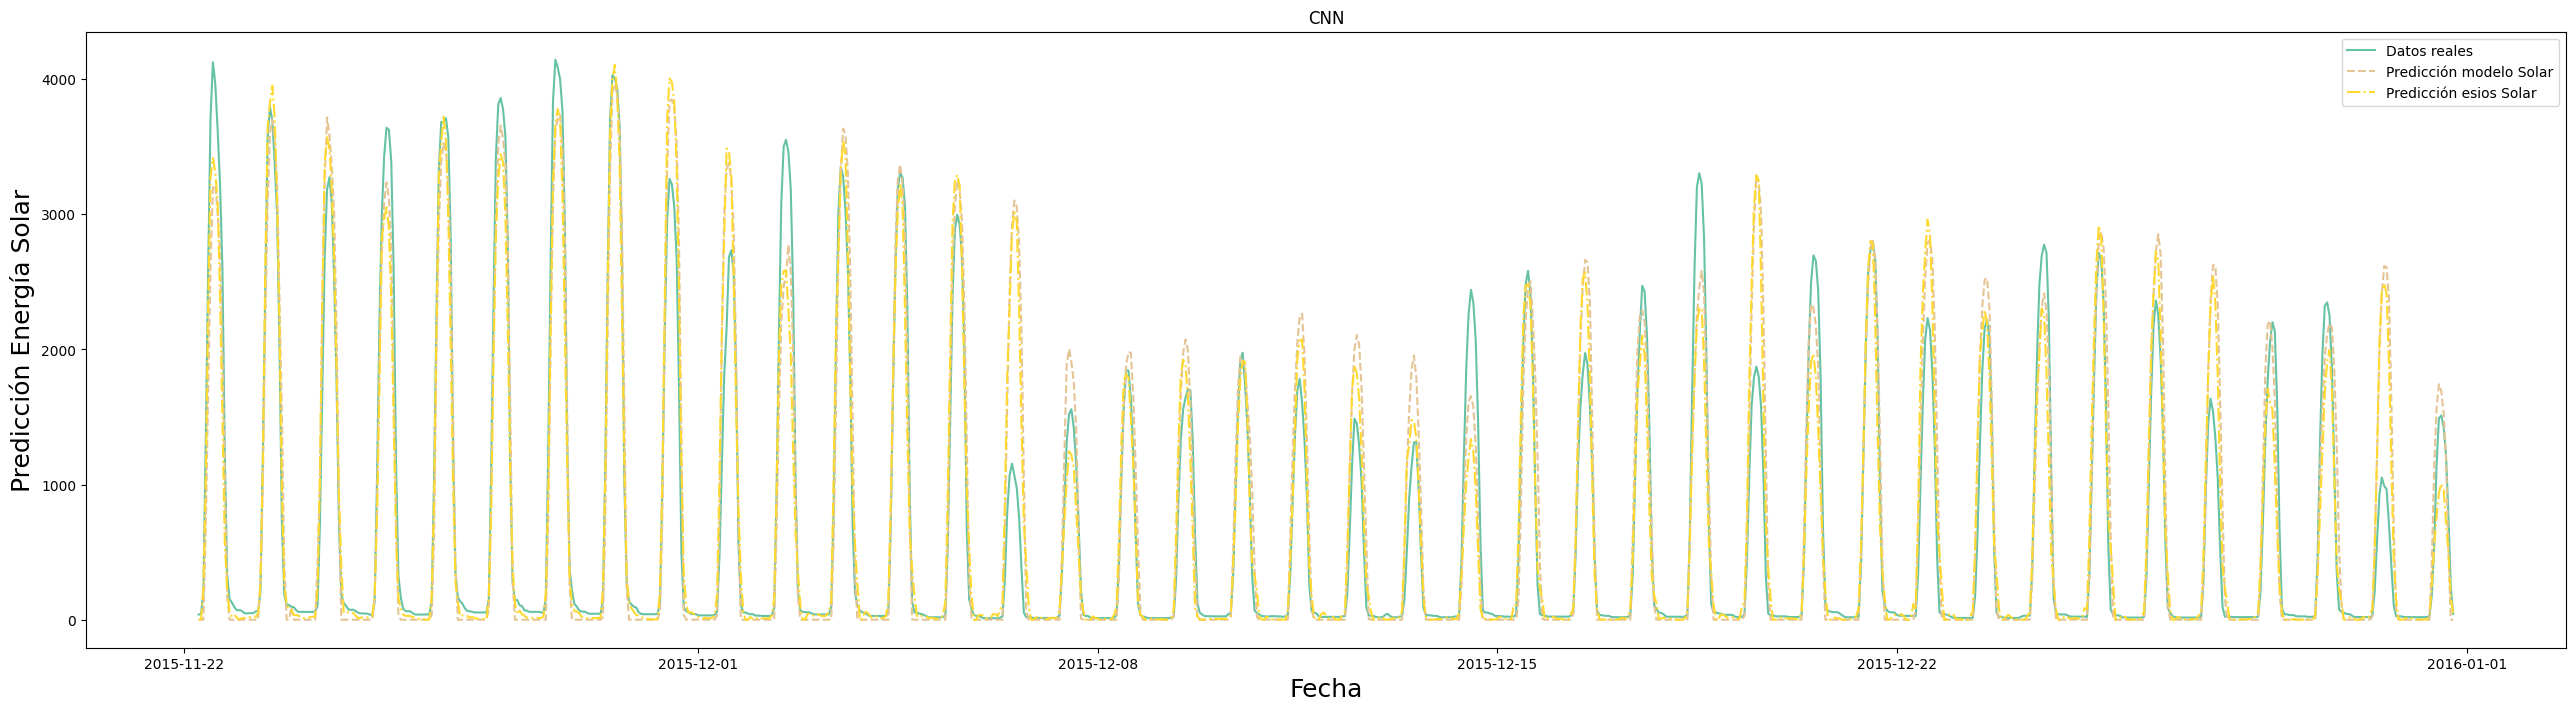 CNN
Datos reales
Predicción modelo Solar
Predicción esios Solar
Predicción Energía Solar
4000
3000
2000
1000
0
2015-11-22
2015-12-01
2015-12-08
2015-12-15
2015-12-22
2016-01-01
Fecha